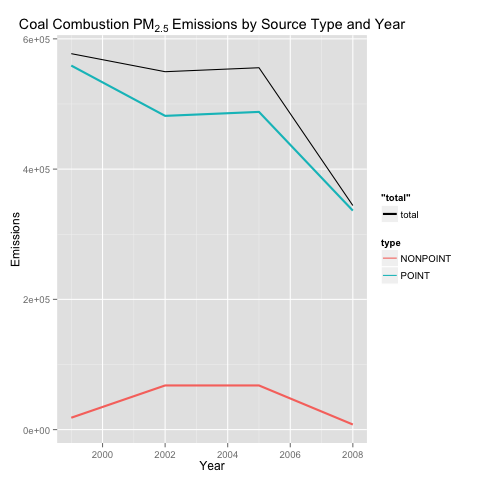 Coal Combustion PM2.5 Emissions by Source Type and Year
6e+05
4e+05
2e+05
0e+00
Emissions
2000 2002 2004 2006 2008
Year
"total"
total
type
NONPOINT
POINT